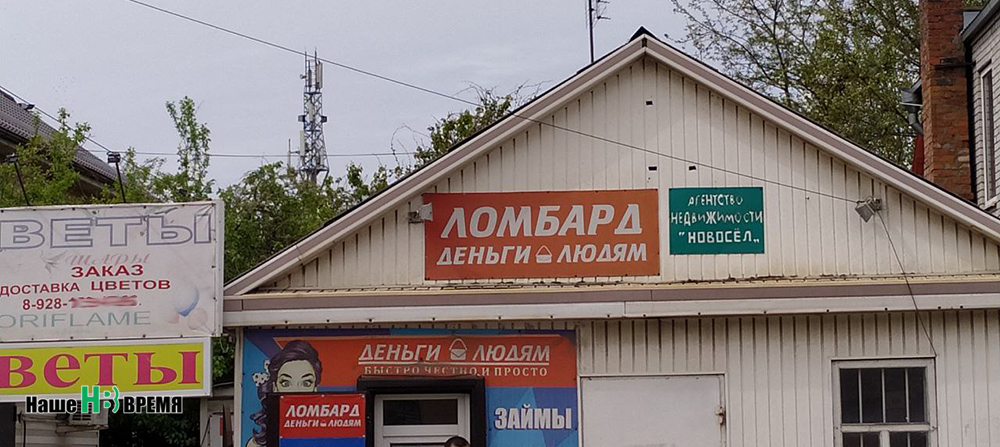 ВЕТЫ
шары
ЗАКАЗ
ДОСТАВКА ЦВЕТОВ
8-928-
ORIFLAME
ВЕТЫ
Наше НВ ВРЕМЯ
ЛОМБАРД
ДЕНЬГИ ЛЮДЯМ
АГЕНТСТВО
НЕДВИЖИМОСТИ
"НОВОСЁЛ"
ДЕНЬГИ ЛЮДЯМ
БЫСТРО ЧЕСТНО И ПРОСТО
ЛОМБАРД
ДЕНЬГИ ЛЮДЯМ
ЗАЙМЫ